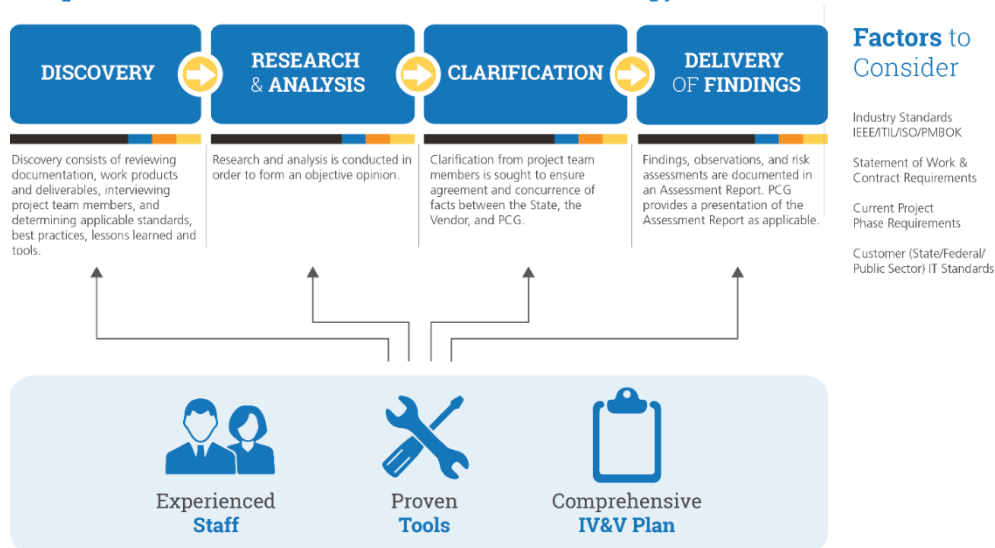 DISCOVERY
RESEARCH
& ANALYSIS
CLARIFICATION
DELIVERY
OF FINDINGS
Discovery consists of reviewing
documentation, work products
and deliverables, interviewing
project team members, and
determining applicable standards,
best practices, lessons learned and
tools.
Research and analysis is conducted in
order to form an objective opinion.
Clarification from project team
members is sought to ensure
agreement and concurrence of
facts between the State, the
Vendor, and PCG.
Findings, observations, and risk
assessments are documented in
an Assessment Report. PCG
provides a presentation of the
Assessment Report as applicable.
Factors to
Consider
Industry Standards
IEEE/ITIL/ISO/PMBOK
Statement of Work &
Contract Requirements
Current Project
Phase Requirements
Customer (State/Federal/
Public Sector) IT Standards
Experienced
Staff
Proven
Tools
Comprehensive
IV&V Plan